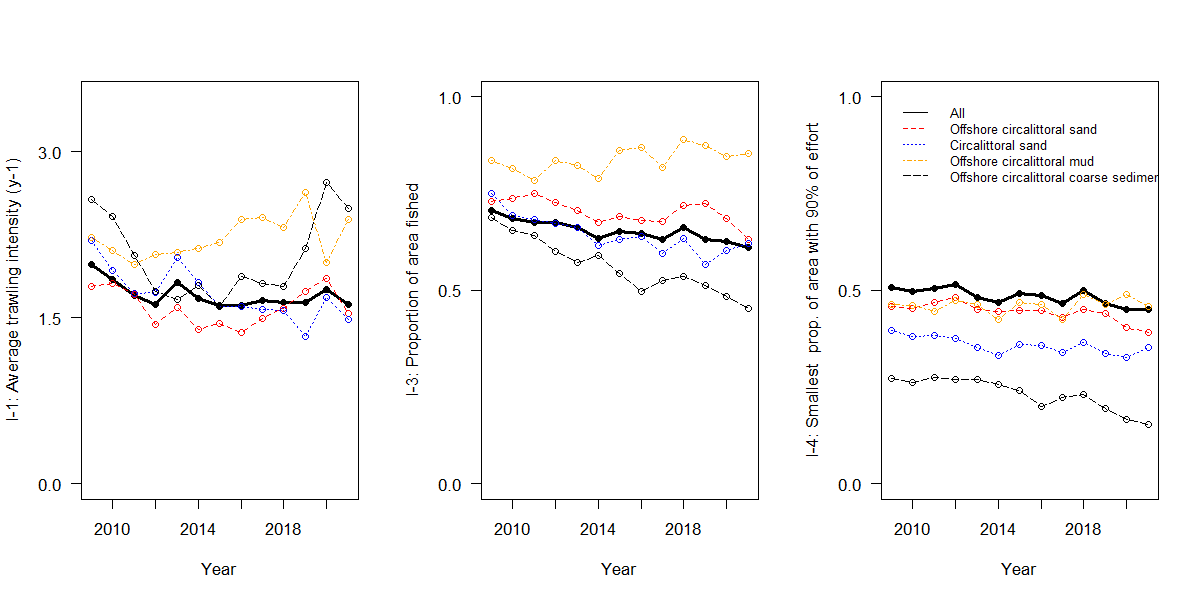 I-1: Average trawling intensity (y-1)
3.0
1.5
0.0
2010
2014
2018
Year
I-3: Proportion of area fished
1.0
0.5
0.0
2010
2014
2018
Year
I-4: Smallest  prop. of area with 90% of effort
1.0
0.5
0.0
2010
2014
2018
Year
All
Offshore circalittoral sand
Circalittoral sand
Offshore circalittoral mud
Offshore circalittoral coarse sedimen